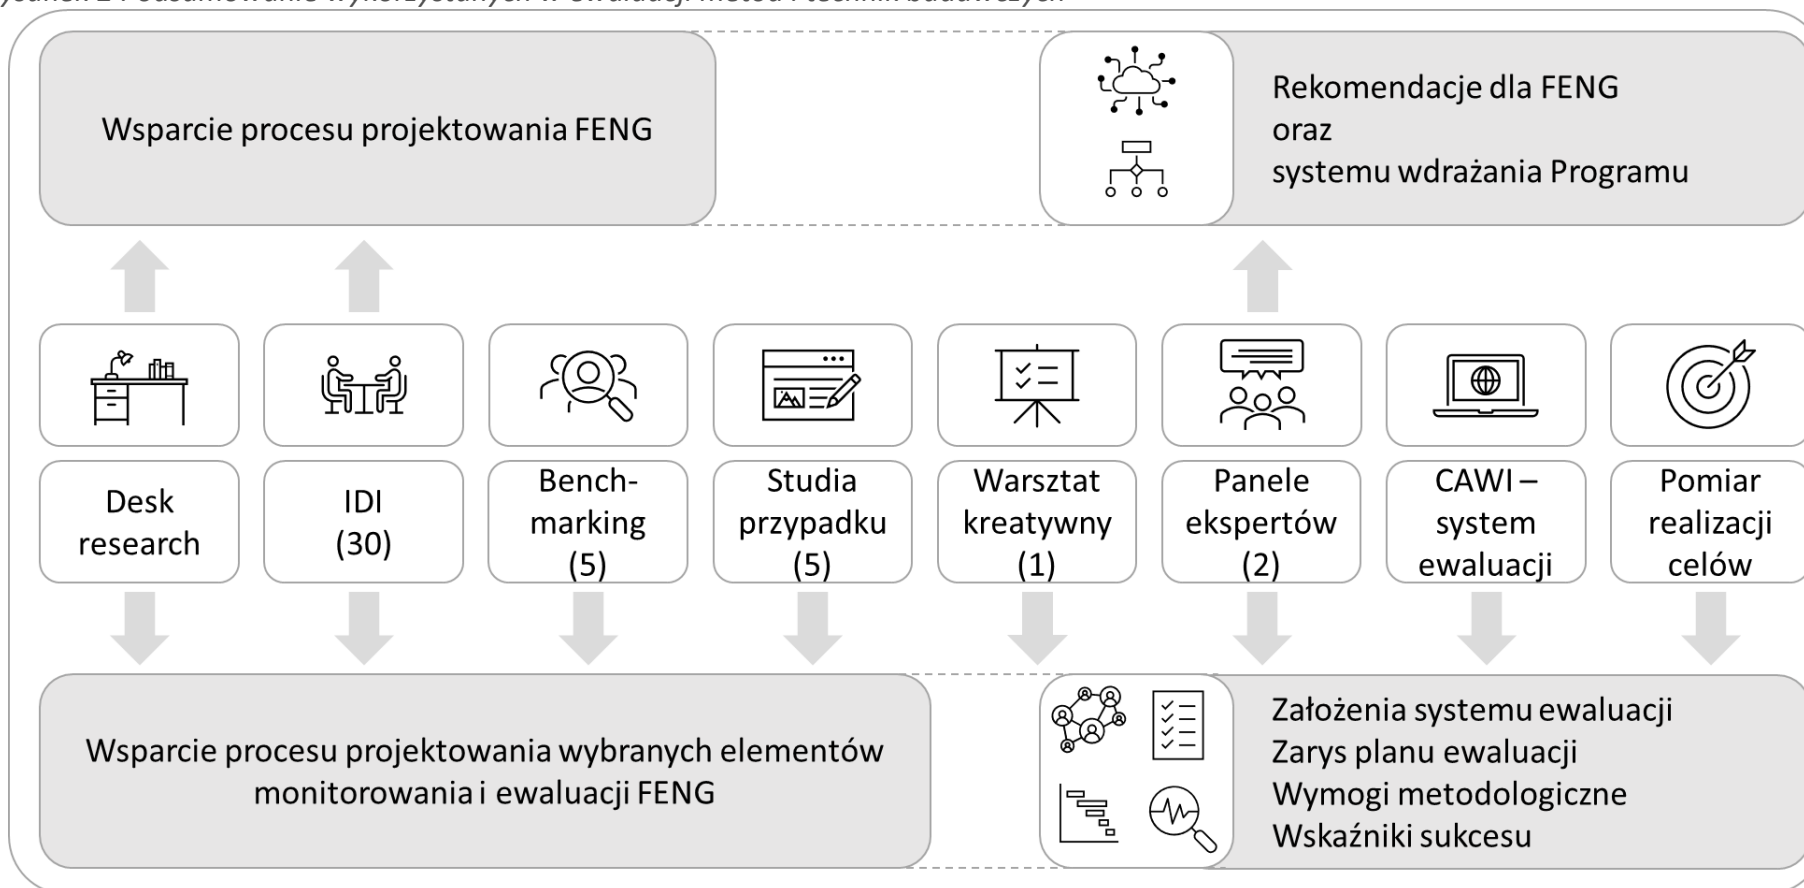 Wsparcie procesu projektowania FENG
Rekomendacje dla FENG
oraz
systemu wdrażania Programu
Desk
research
IDI
(30)
Bench-
marking
(5)
Studia
przypadku
(5)
Warsztat
kreatywny
(1)
Panele
ekspertów
(2)
CAWI –
system
ewaluacji
Pomiar
realizacji
celów
Wsparcie procesu projektowania wybranych elementów
monitorowania i ewaluacji FENG
Założenia systemu ewaluacji
Zarys planu ewaluacji
Wymogi metodologiczne
Wskaźniki sukcesu